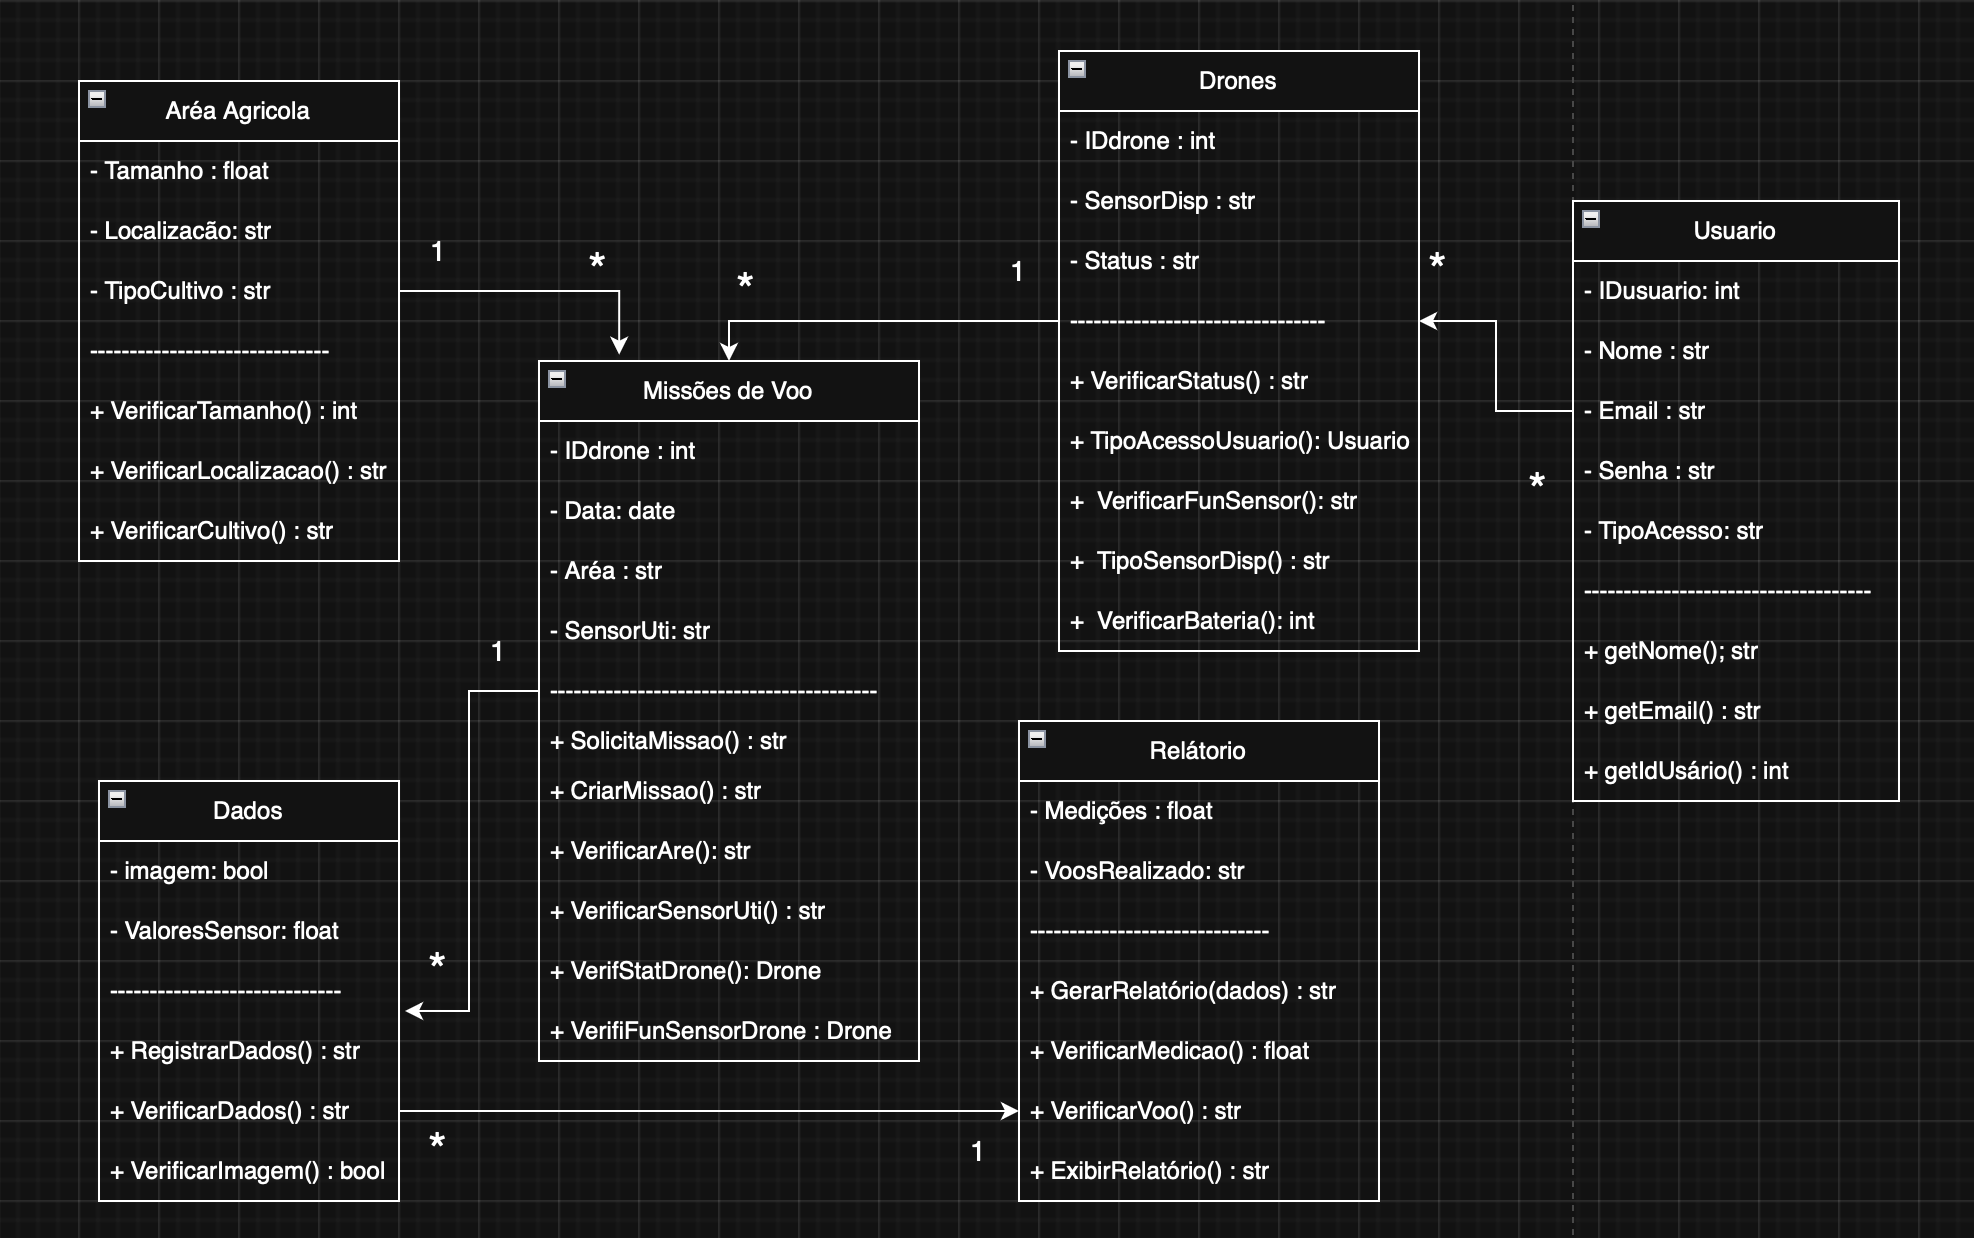 Aréa Agricola
- Tamanho : float
- Localizacão: str
- TipoCultivo : str
------------------------------
+ VerificarTamanho() : int
+ VerificarLocalizacao() : str
+ VerificarCultivo() : str
1
*
*
1
Drones
- IDdrone : int
- SensorDisp : str
- Status : str
--------------------------------
+ VerificarStatus() : str
+ TipoAcessoUsuario(): Usuario
+ VerificarFunSensor(): str
+ TipoSensorDisp() : str
+ VerificarBateria(): int
*
*
Usuario
- IDusuario: int
- Nome : str
- Email : str
- Senha : str
- TipoAcesso: str
------------------------------------
+ getNome(); str
+ getEmail() : str
+ getIdUsário() : int
Missões de Voo
- IDdrone : int
- Data: date
- Aréa : str
- SensorUti: str
-----------------------------------------
+ SolicitaMissao() : str
+ CriarMissao() : str
+ VerificarAre(): str
+ VerificarSensorUti() : str
+ VerifStatDrone(): Drone
+ VerifiFunSensorDrone : Drone
1
*
Dados
- imagem: bool
- ValoresSensor: float
-----------------------------
+ RegistrarDados() : str
+ VerificarDados() : str
+ VerificarImagem() : bool
*
1
Relátorio
- Medições : float
- VoosRealizado: str
------------------------------
+ GerarRelatório(dados) : str
+ VerificarMedicao() : float
+ VerificarVoo() : str
+ ExibirRelatório() : str